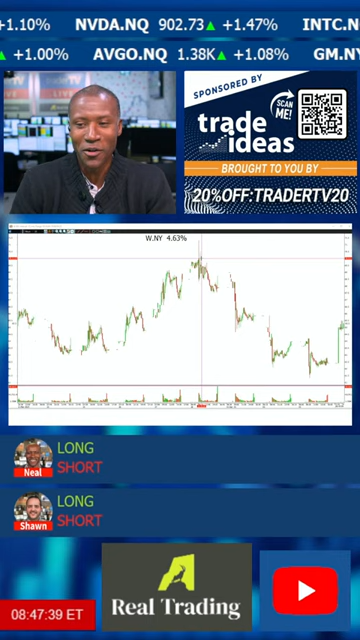 +1.10% NVDA.NQ 902.73▲ +1.47% INTC.N
▲ +1.00% AVGO.NQ 1.38K▲ +1.08% GM.NY
SPONSORED BY
trade
ideas
SCAN
ME!
BROUGHT TO YOU BY
20%OFF:TRADERTV20
W.NY 4.63%
LONG
SHORT
Neal
LONG
SHORT
Shawn
Real Trading
08:47:39 ET